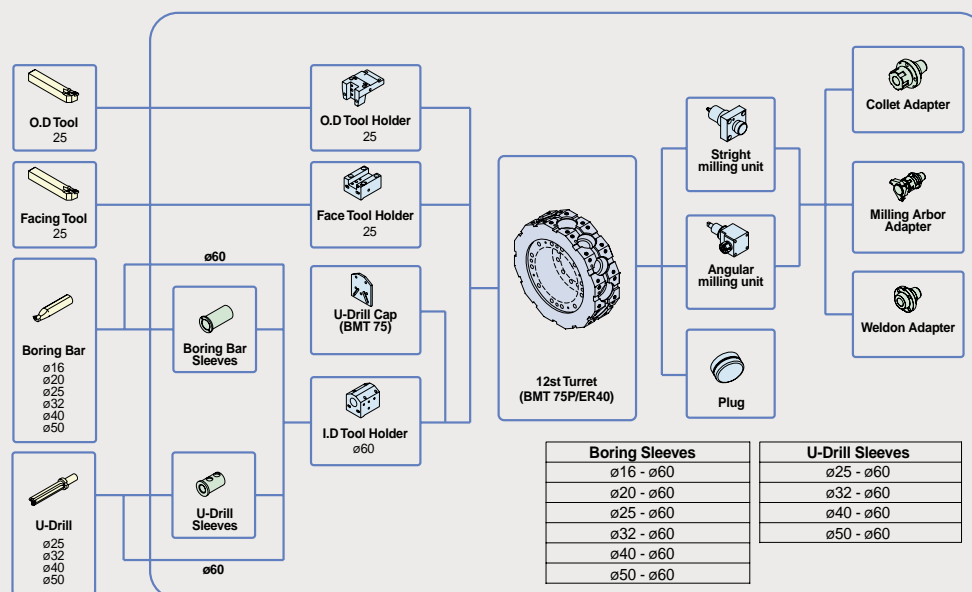 O.D Tool
25
Facing Tool
25
Boring Bar
ø16
ø20
ø25
ø32
ø40
ø50
U-Drill
ø25
ø32
ø40
ø50
ø60
Boring Bar
Sleeves
U-Drill
Sleeves
ø60
O.D Tool Holder
25
Face Tool Holder
25
U-Drill Cap
(BMT 75)
I.D Tool Holder
ø60
12st Turret
(BMT 75P/ER40)
Stright
milling unit
Angular
milling unit
Plug
Collet Adapter
Milling Arbor
Adapter
Weldon Adapter
Boring Sleeves
ø16 - ø60
ø20 - ø60
ø25 - ø60
ø32 - ø60
ø40 - ø60
ø50 - ø60
U-Drill Sleeves
ø25 - ø60
ø32 - ø60
ø40 - ø60
ø50 - ø60